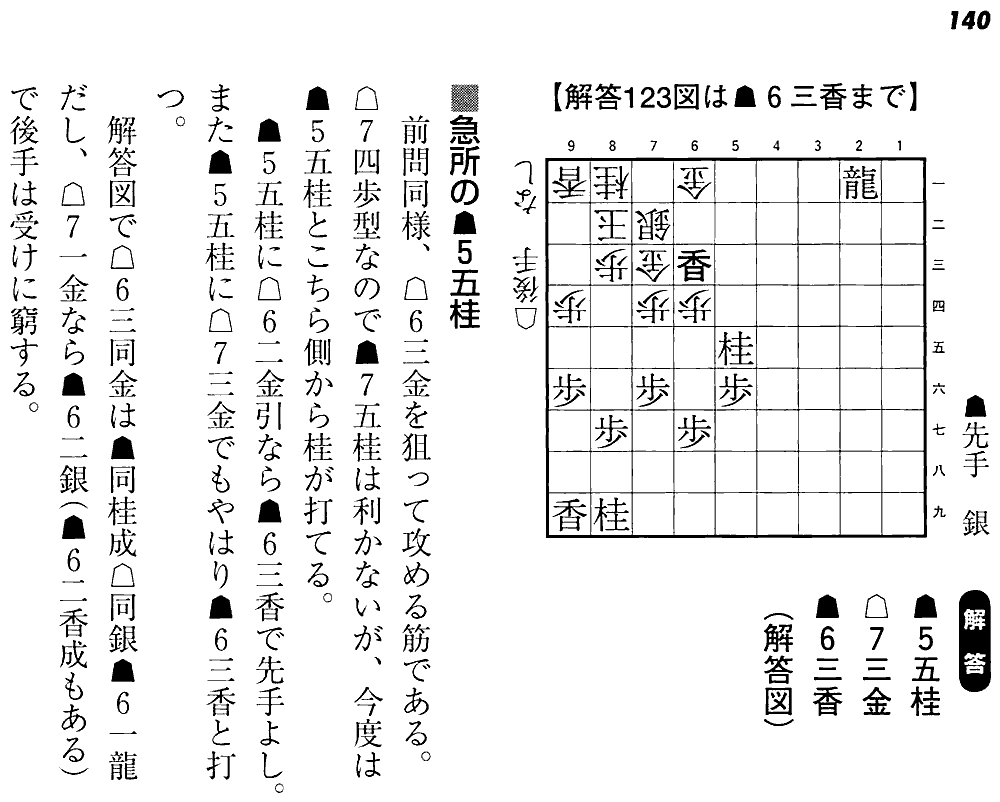 140
解答
☗5五桂
☖7三金
☗6三香
(解答図)
【解答123図は☗6三香まで】
9 8 7 6 5 4 3 2 1
香 桂 金 龍 一
王 銀 二
歩 金 香 三
歩 歩 歩 四
桂 五
歩 歩 歩 六
歩 歩 七
八
香 桂 九
☗先手 銀
☖後手 なし
■急所の☗5五桂
前問同様、☖6三金を狙って攻める筋である。
☖7四歩型なので☗7五桂は利かないが、今度は
☗5五桂とこちら側から桂が打てる。
☗5五桂に☖6二金引なら☗6三香で先手よし。
また☗5五桂に☖7三金でもやはり☗6三香と打
つ。
解答図で☖6三同金は☗同桂成☖同銀☗6一龍
だし、☖7一金なら☗6二銀(☗6二香成もある)
で後手は受けに窮する。